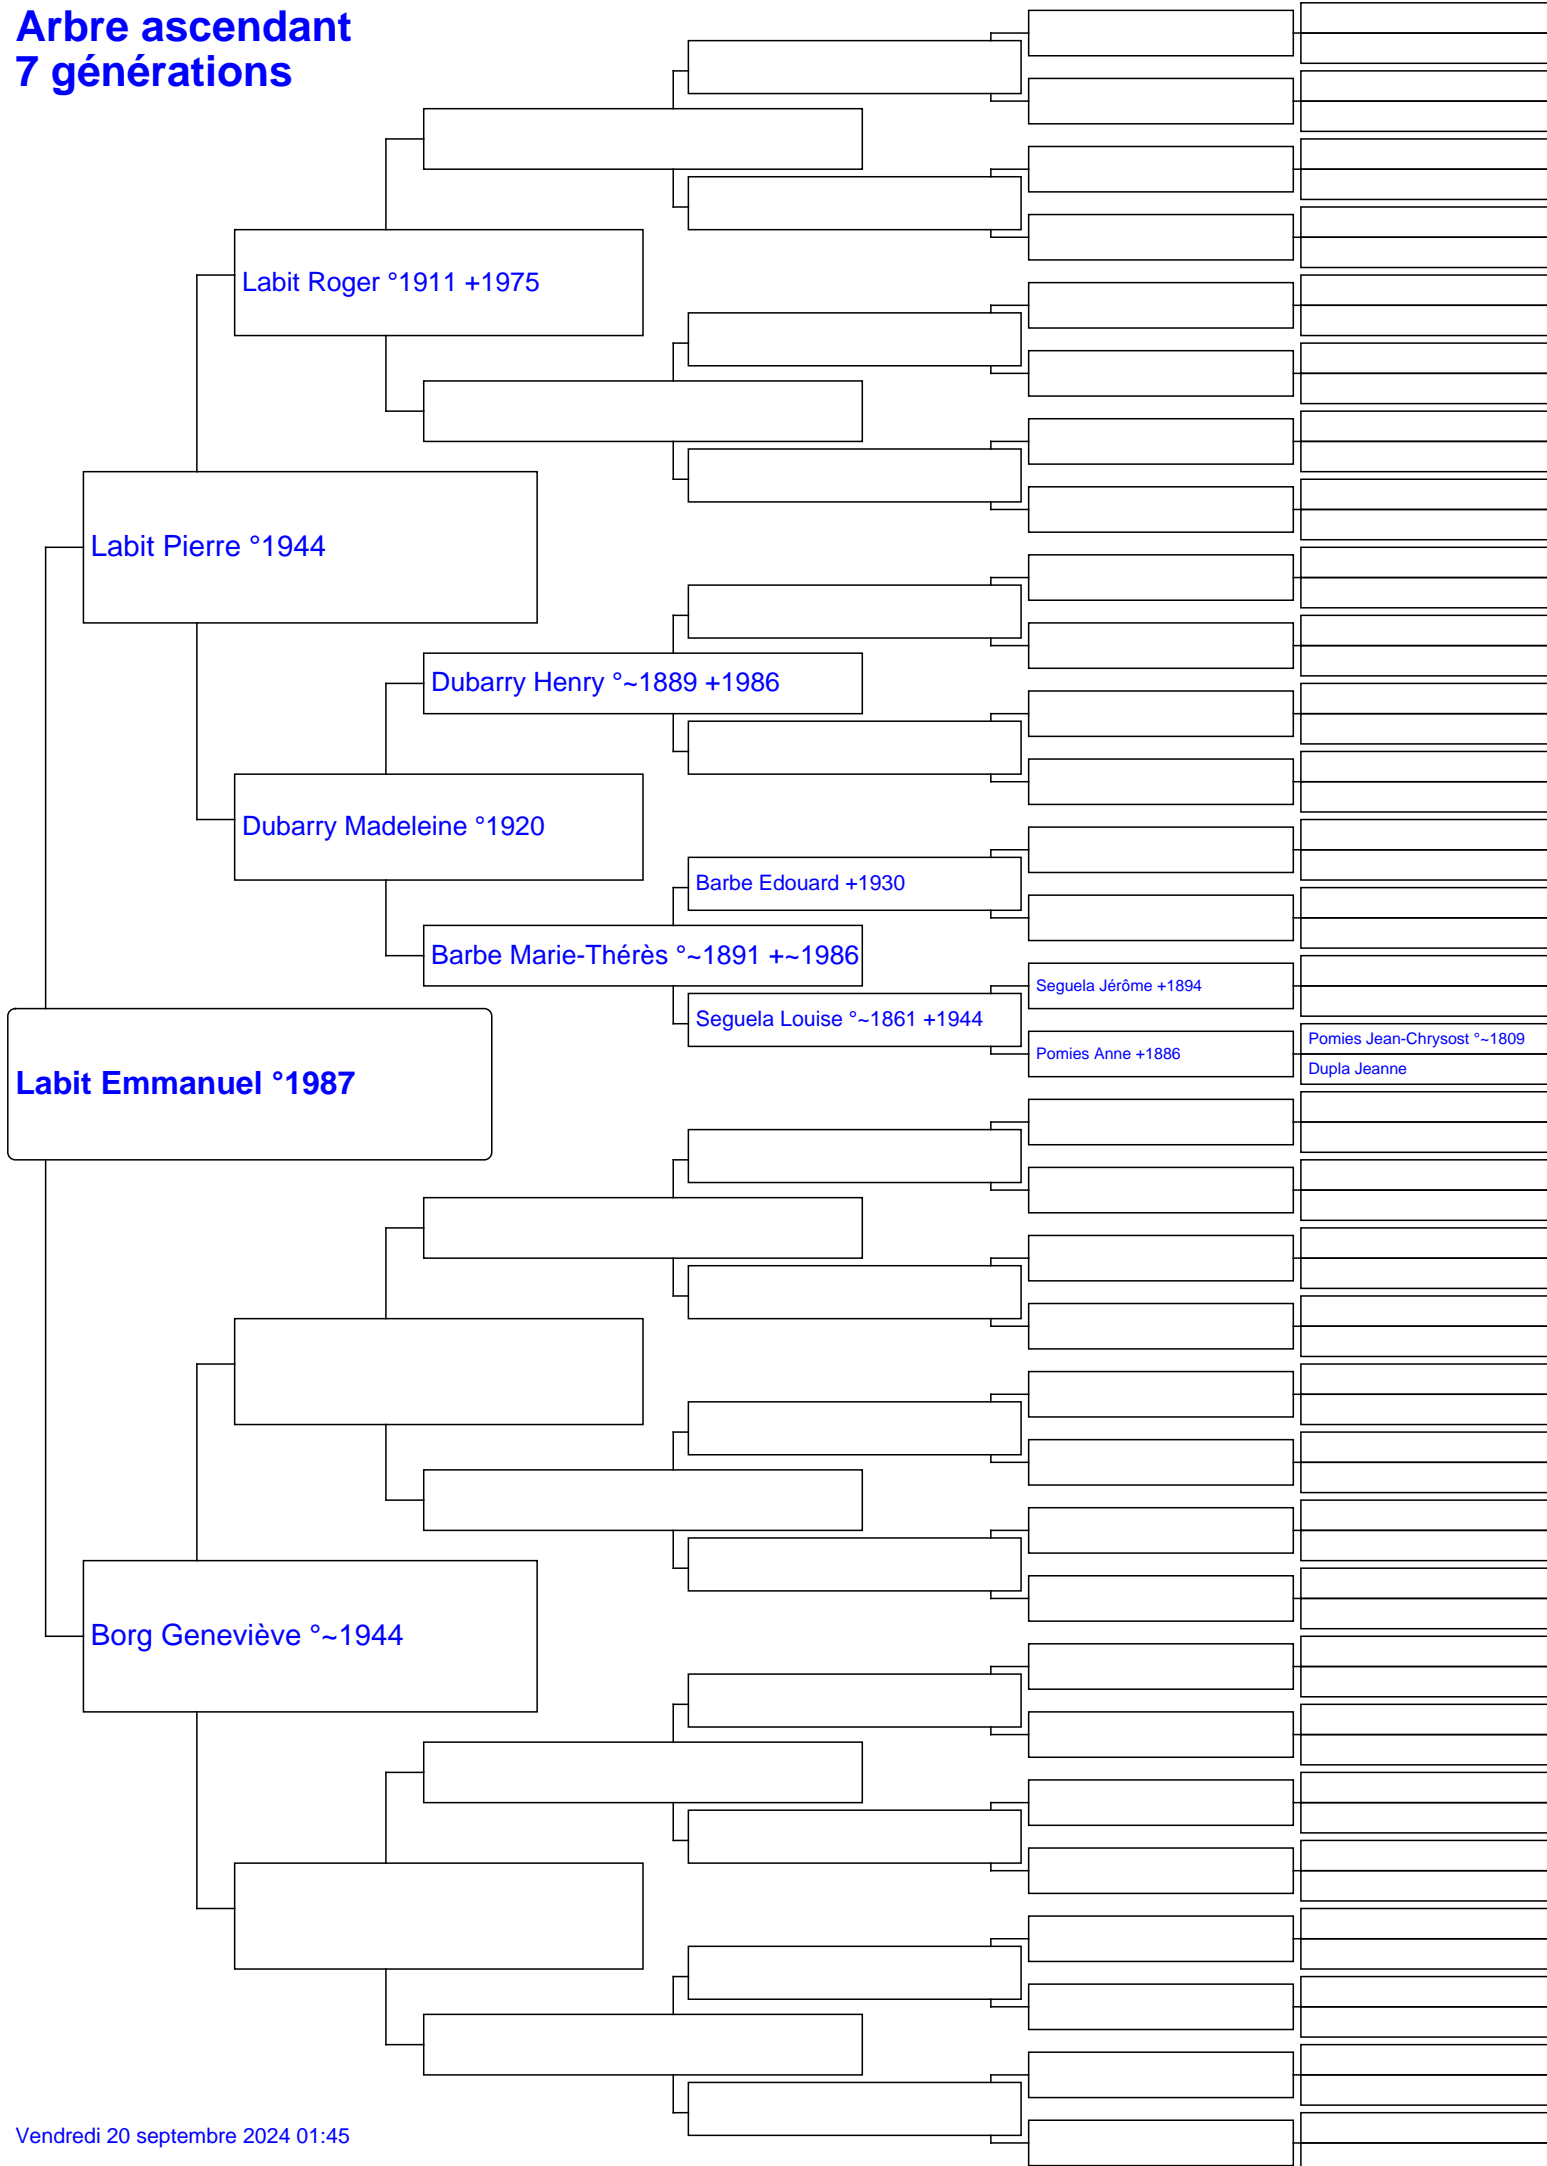 Arbre ascendant
7 générations
Labit Roger °1911 +1975
Labit Pierre °1944
Dubarry Henry °~1889 +1986
Dubarry Madeleine °1920
Barbe Edouard +1930
Barbe Marie-Thérès °~1891 +~1986
Seguela Jérôme +1894
Seguela Louise °~1861 +1944
Pomies Jean-Chrysost °~1809
Pomies Anne +1886
Dupla Jeanne
Labit Emmanuel °1987
Borg Geneviève °~1944
Vendredi 20 septembre 2024 01:45